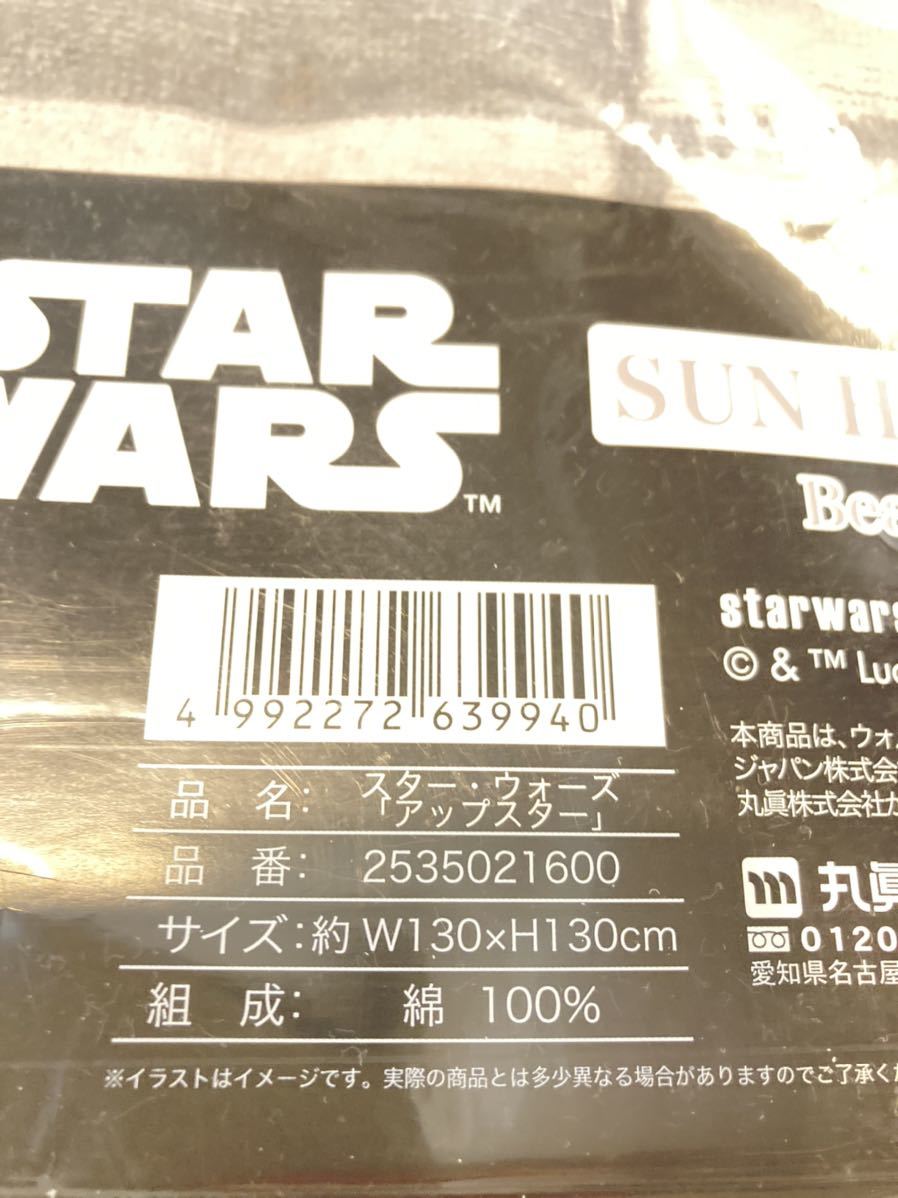 STAR
WARS™
SUN
starwars
© & ™
4 992272 639940
本商品は、ウォ
ジャパン株式会
丸眞株式会社が
品 名: スター・ウォーズ
「アップスター」
品 番: 2535021600
サイズ:約 W130×H130cm
組 成: 綿 100%
丸眞
0120
愛知県名古屋
※イラストはイメージです。実際の商品とは多少異なる場合がありますのでご了承く